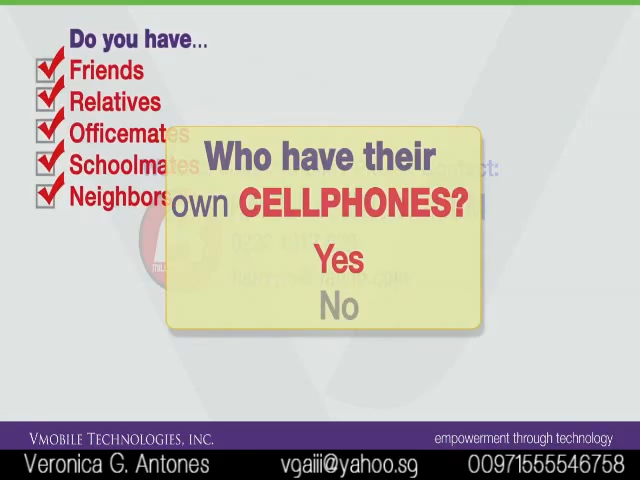 Do you have...
Friends
Relatives
Officemates
Schoolmates
Neighbors
Who have their
own CELLPHONES?
Yes
No
VMOBILE TECHNOLOGIES, INC.
empowerment through technology
Veronica G. Antones
vgaiii@yahoo.sg
00971555546758